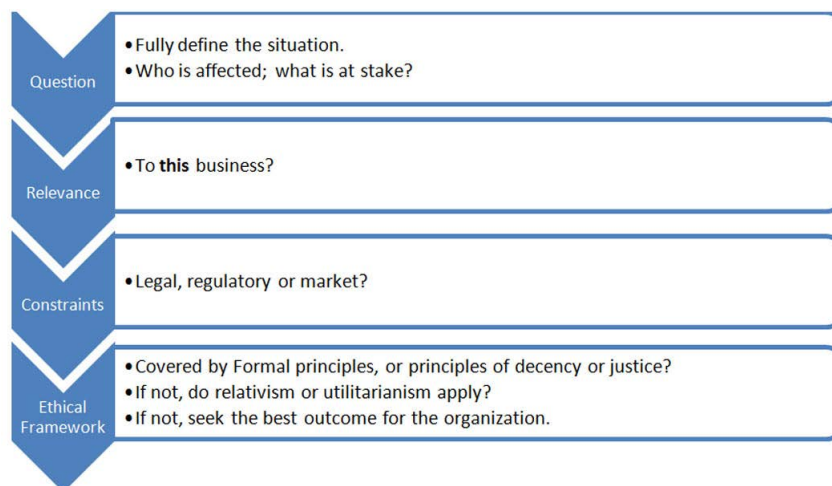 Question
•Fully define the situation.
•Who is affected; what is at stake?
Relevance
•To this business?
Constraints
•Legal, regulatory or market?
Ethical
Framework
•Covered by Formal principles, or principles of decency or justice?
•If not, do relativism or utilitarianism apply?
•If not, seek the best outcome for the organization.